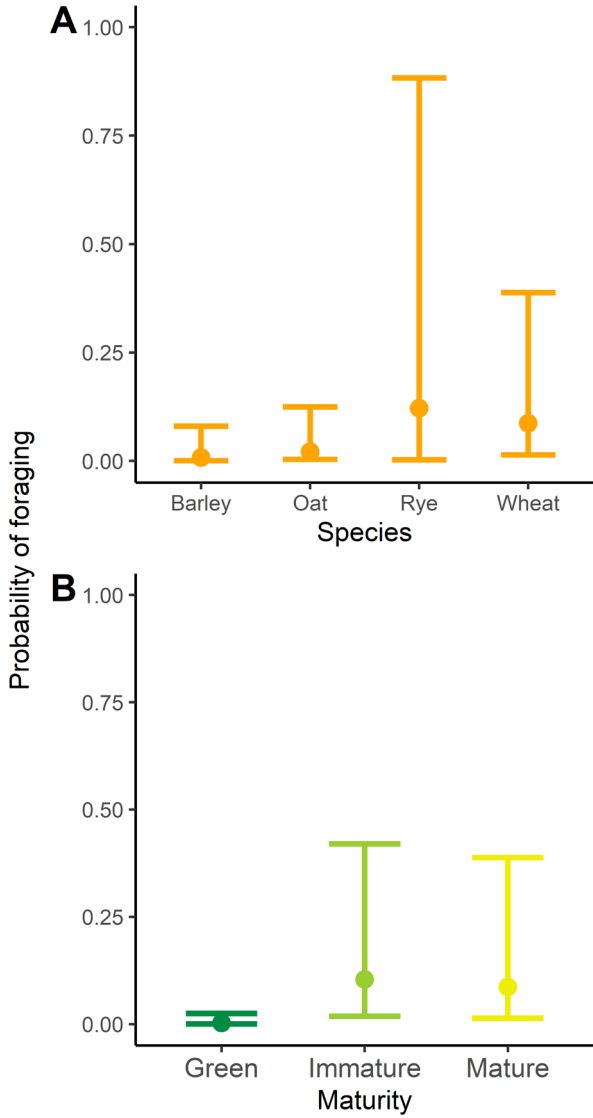 A
1.00
0.75
0.50
0.25
0.00
Barley Oat Rye Wheat
Species
Probability of foraging
B
1.00
0.75
0.50
0.25
0.00
Green Immature Mature
Maturity